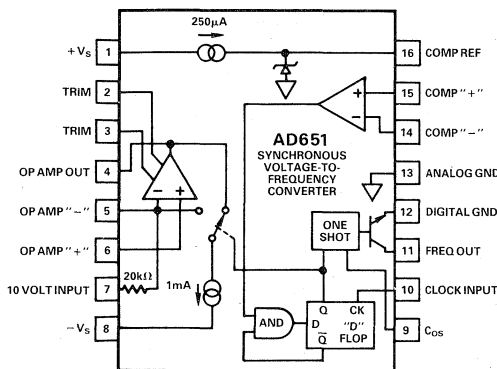 250µA
+VS 1
TRIM 2
TRIM 3
OP AMP OUT 4
OP AMP "–" 5
OP AMP "+" 6
10 VOLT INPUT 7
–VS 8
16 COMP REF
15 COMP "+"
14 COMP "–"
13 ANALOG GND
12 DIGITAL GND
11 FREQ OUT
10 CLOCK INPUT
9 COS
+
–
AD651
SYNCHRONOUS
VOLTAGE-TO-
FREQUENCY
CONVERTER
– +
20kΩ
1mA
ONE
SHOT
AND
Q CK
D "D"
Q̅ FLOP